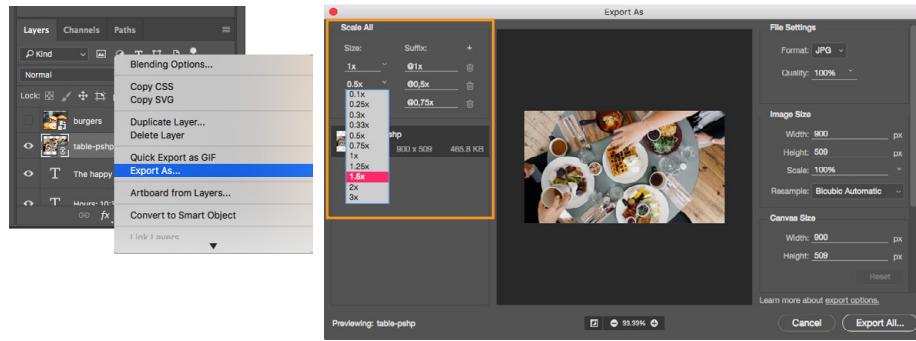 Layers Channels Paths
Kind
Normal
Lock:
burgers
table-pshp
T The happy
T Hours: 10:3
fx
Blending Options...
Copy CSS
Copy SVG
Duplicate Layer...
Delete Layer
Quick Export as GIF
Export As...
Artboard from Layers...
Convert to Smart Object
Link Layers
Export As
Scale All
Size: Suffix: +
1x @1x
0.5x @0,5x
@0,75x
0.1x
0.25x
0.3x
0.33x
0.5x
0.75x
1x
1.25x
1.5x
2x
3x
pshp
900 x 509 465.8 KB
File Settings
Format: JPG
Quality: 100%
Image Size
Width: 900 px
Height: 509 px
Scale: 100%
Resample: Bicubic Automatic
Canvas Size
Width: 900 px
Height: 509 px
Reset
Learn more about export options.
Previewing: table-pshp
99.99%
Cancel Export All...